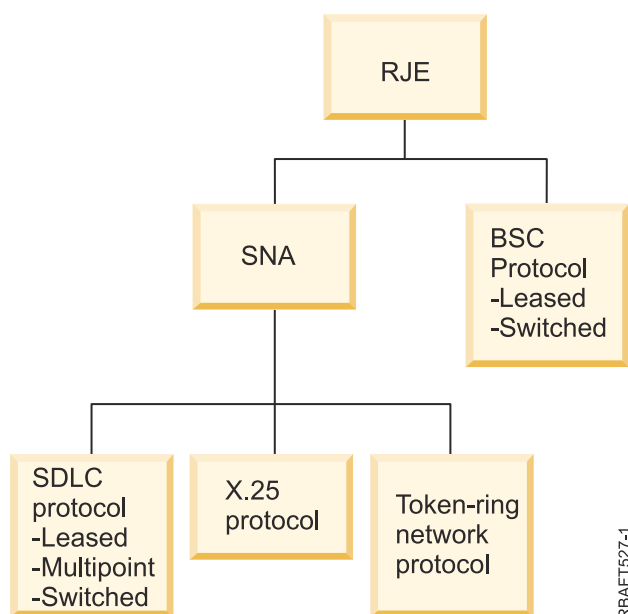 RJE
SNA
BSC
Protocol
-Leased
-Switched
SDLC
protocol
-Leased
-Multipoint
-Switched
X.25
protocol
Token-ring
network
protocol
RBAFT527-1